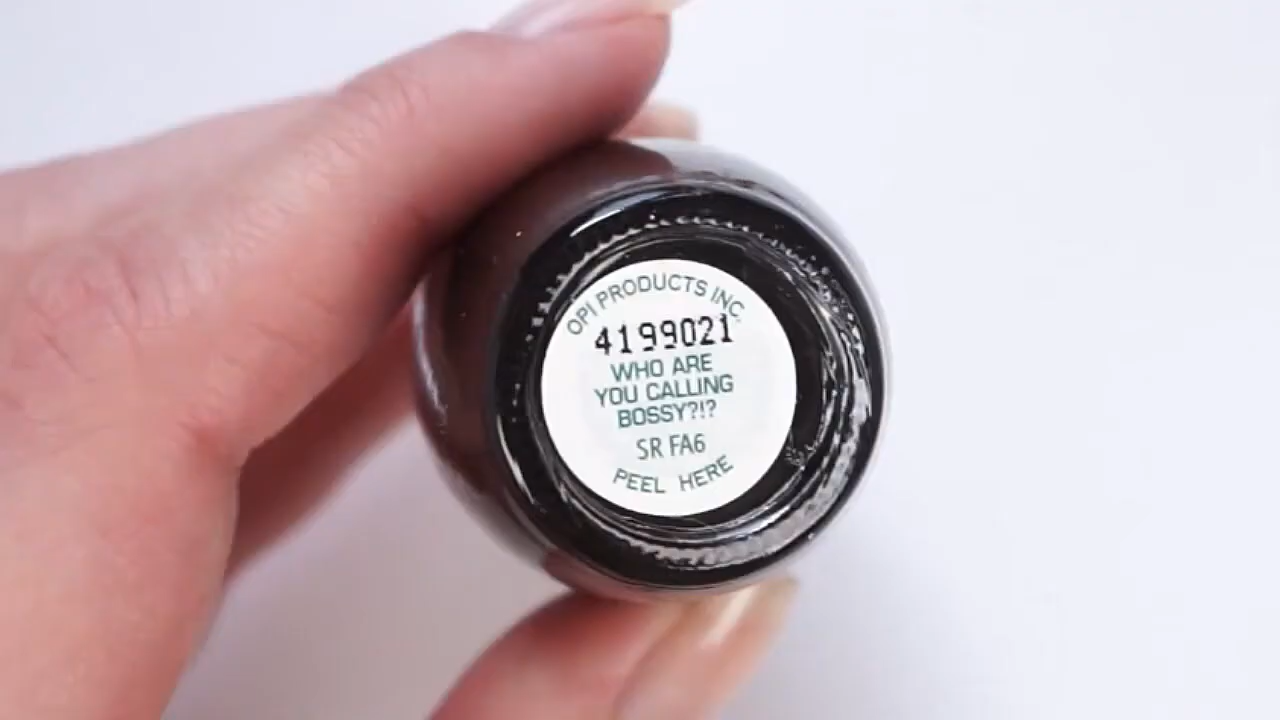 OPI PRODUCTS INC.
4199021
WHO ARE
YOU CALLING
BOSSY?!?
SR FA6
PEEL HERE